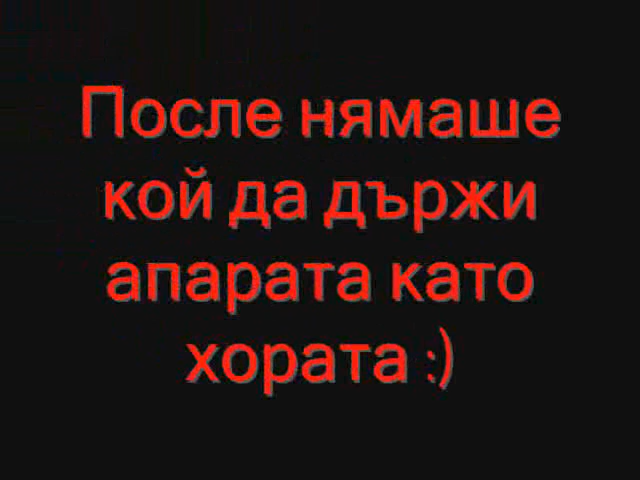 После нямаше
кой да държи
апарата като
хората :)